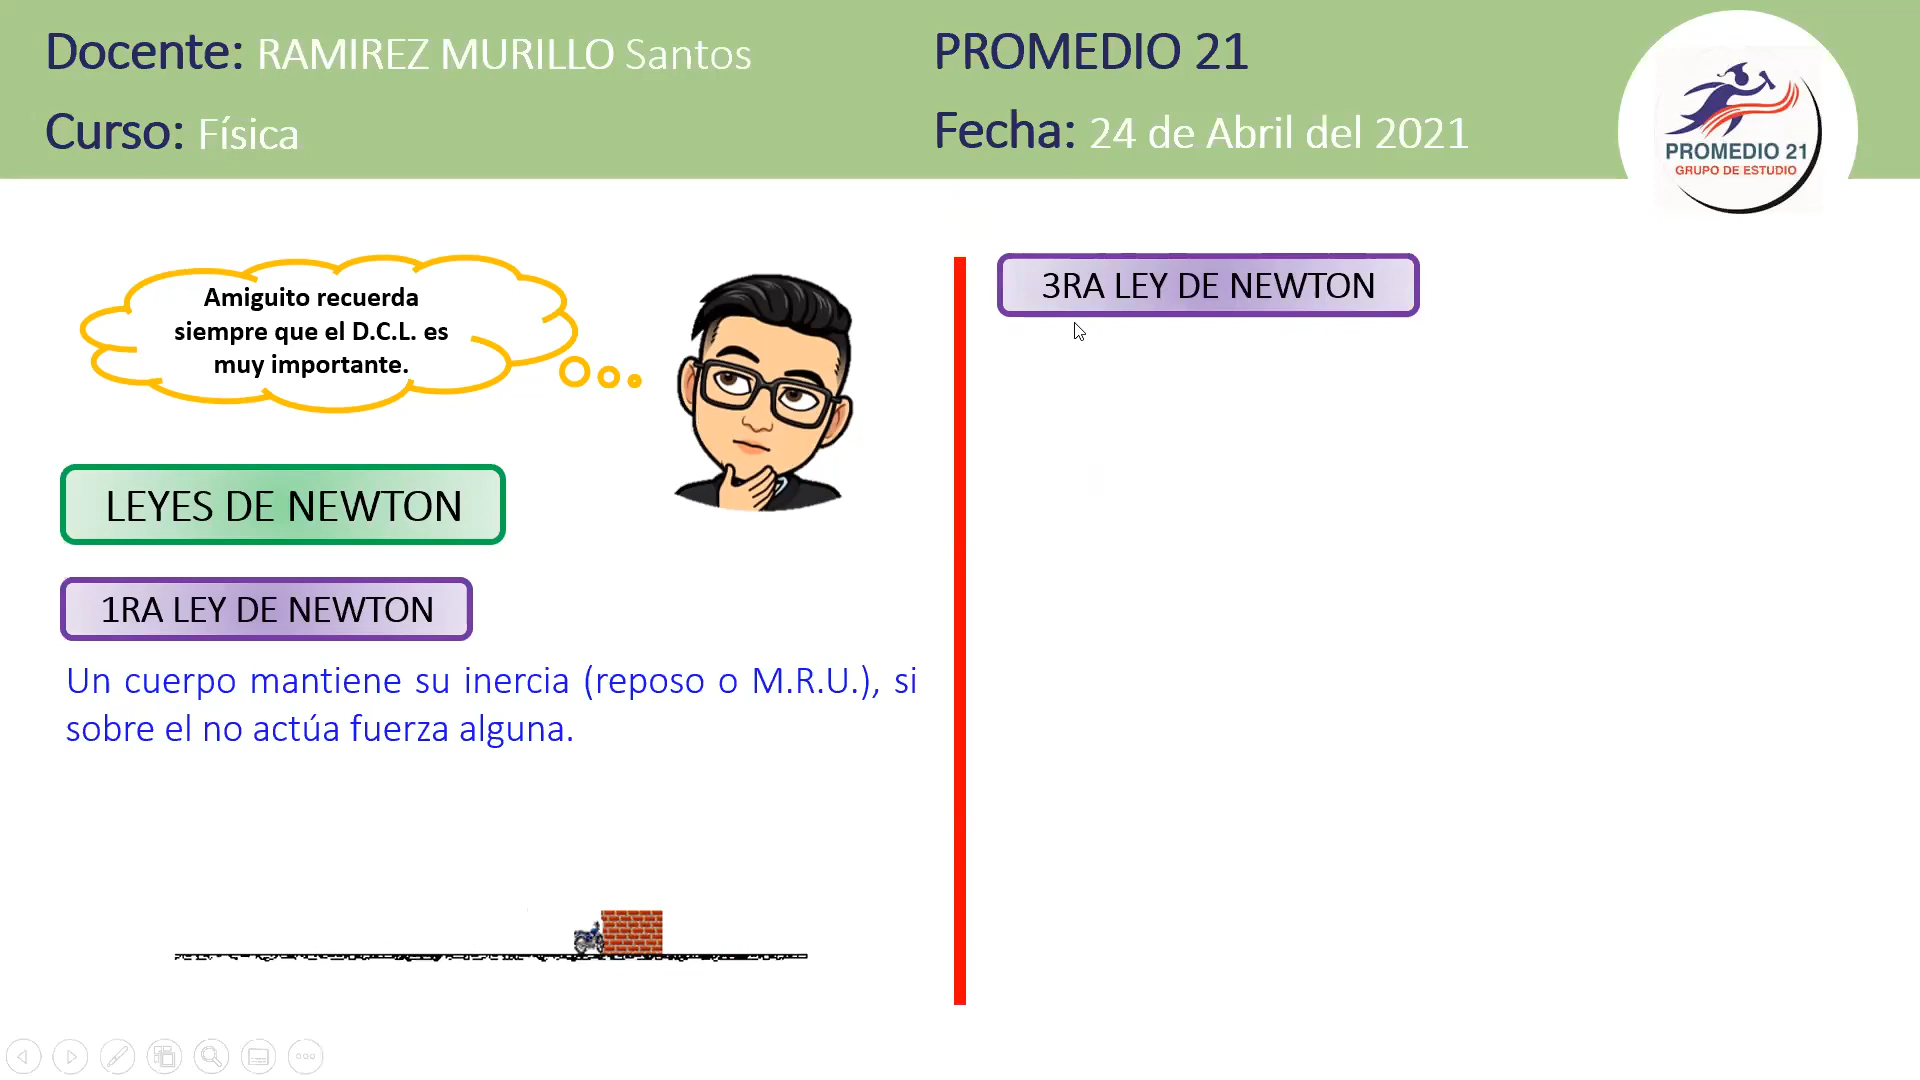 Docente: RAMIREZ MURILLO Santos
PROMEDIO 21
Curso: Física
Fecha: 24 de Abril del 2021
PROMEDIO 21
GRUPO DE ESTUDIO
Amiguito recuerda
siempre que el D.C.L. es
muy importante.
LEYES DE NEWTON
1RA LEY DE NEWTON
Un cuerpo mantiene su inercia (reposo o M.R.U.), si
sobre el no actúa fuerza alguna.
3RA LEY DE NEWTON